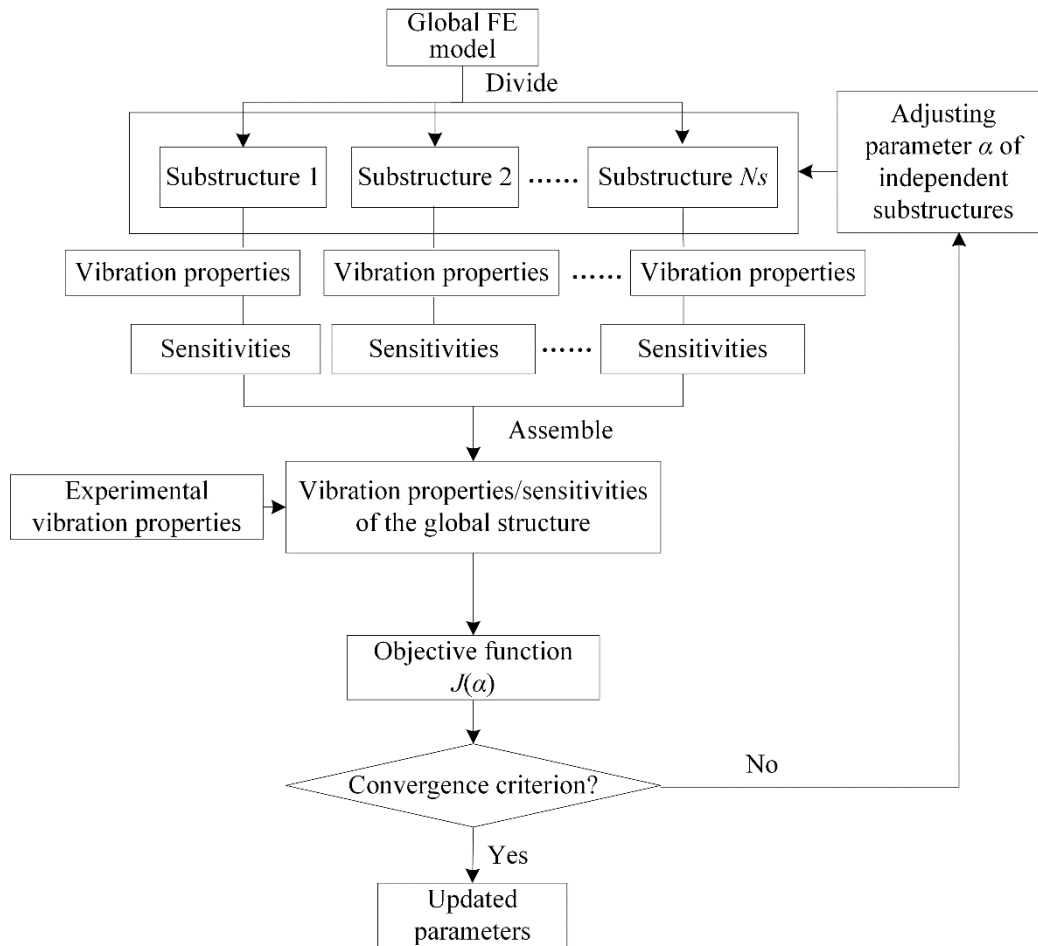 Global FE
model
Divide
Substructure 1
Substructure 2
......
Substructure Ns
Adjusting
parameter α of
independent
substructures
Vibration properties
Vibration properties
......
Vibration properties
Sensitivities
Sensitivities
......
Sensitivities
Assemble
Experimental
vibration properties
Vibration properties/sensitivities
of the global structure
Objective function
J(α)
Convergence criterion?
No
Yes
Updated
parameters